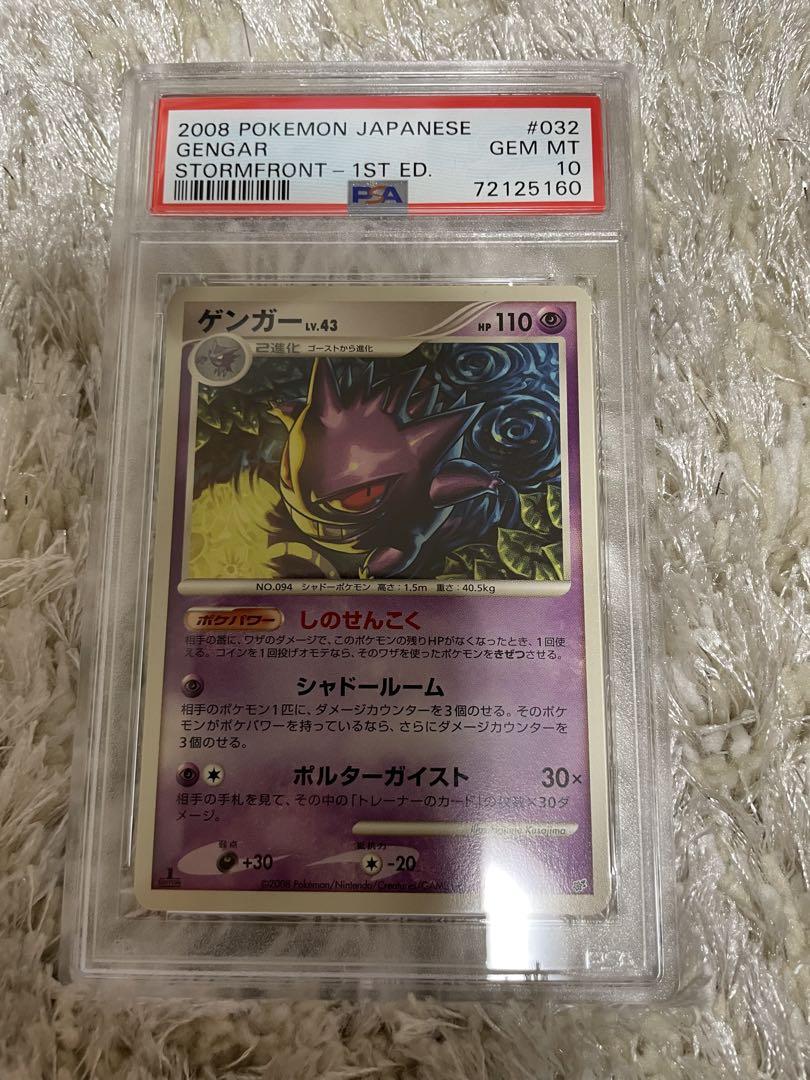 2008 POKEMON JAPANESE #032
GENGAR GEM MT
STORMFRONT - 1ST ED. 10
PSA 72125160
ゲンガー LV.43 HP 110
2進化 ゴーストから進化
NO.094 シャドーポケモン 高さ:1.5m 重さ:40.5kg
ポケパワー しのせんこく
相手の番に、ワザのダメージで、このポケモンの残りHPがなくなったとき、1回使
える。コインを1回投げオモテなら、そのワザを使ったポケモンをきぜつさせる。
シャドールーム
相手のポケモン1匹に、ダメージカウンターを3個のせる。そのポケ
モンがポケパワーを持っているなら、さらにダメージカウンターを
3個のせる。
ポルターガイスト 30×
相手の手札を見て、その中の「トレーナーのカード」の枚数×30ダ
メージ。
Kusajima
弱点 抵抗力
+30 -20
1 EDITION
©2008 Pokémon/Nintendo/Creatures/GAME